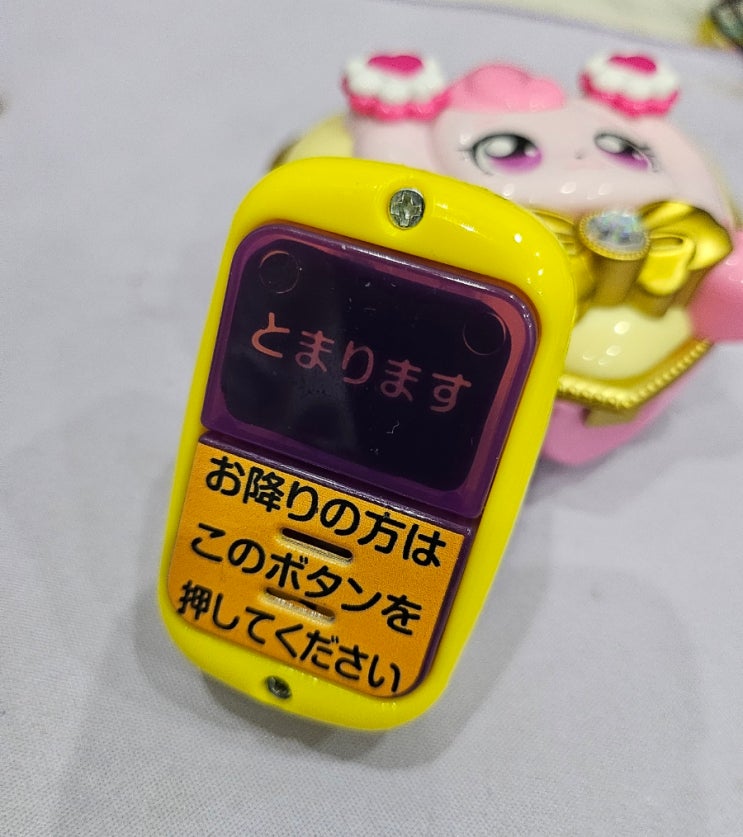 とまります
お降りの方は
このボタンを
押してください